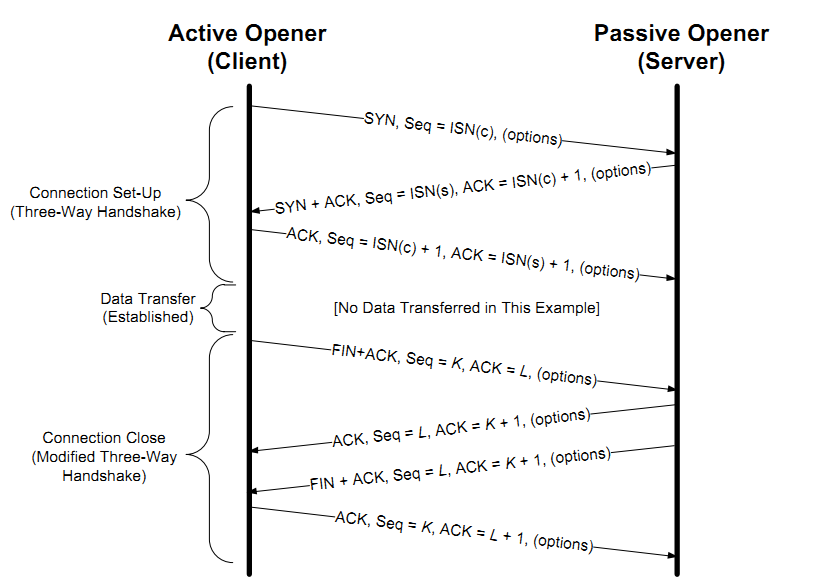 Active Opener
(Client)
Passive Opener
(Server)
SYN, Seq = ISN(c), (options)
SYN + ACK, Seq = ISN(s), ACK = ISN(c) + 1, (options)
Connection Set-Up
(Three-Way Handshake)
ACK, Seq = ISN(c) + 1, ACK = ISN(s) + 1, (options)
Data Transfer
(Established)
[No Data Transferred in This Example]
FIN+ACK, Seq = K, ACK = L, (options)
ACK, Seq = L, ACK = K + 1, (options)
Connection Close
(Modified Three-Way
Handshake)
FIN + ACK, Seq = L, ACK = K + 1, (options)
ACK, Seq = K, ACK = L + 1, (options)